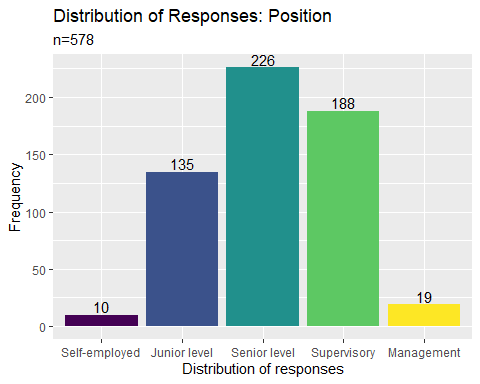 Distribution of Responses: Position
n=578
Frequency
200
150
100
50
0
10
135
226
188
19
Self-employed Junior level Senior level Supervisory Management
Distribution of responses